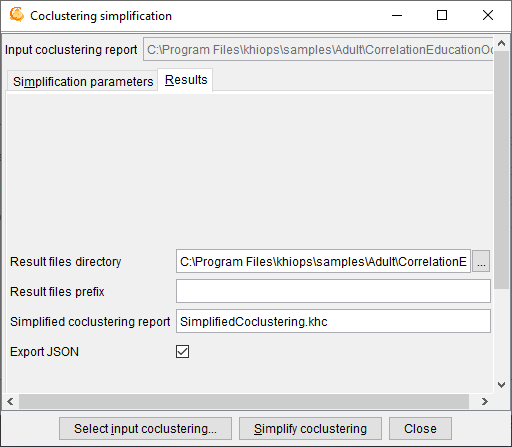 Coclustering simplification
Input coclustering report C:\Program Files\khiops\samples\Adult\CorrelationEducationOc
Simplification parameters Results
Result files directory C:\Program Files\khiops\samples\Adult\CorrelationE ...
Result files prefix
Simplified coclustering report SimplifiedCoclustering.khc
Export JSON
Select input coclustering... Simplify coclustering Close